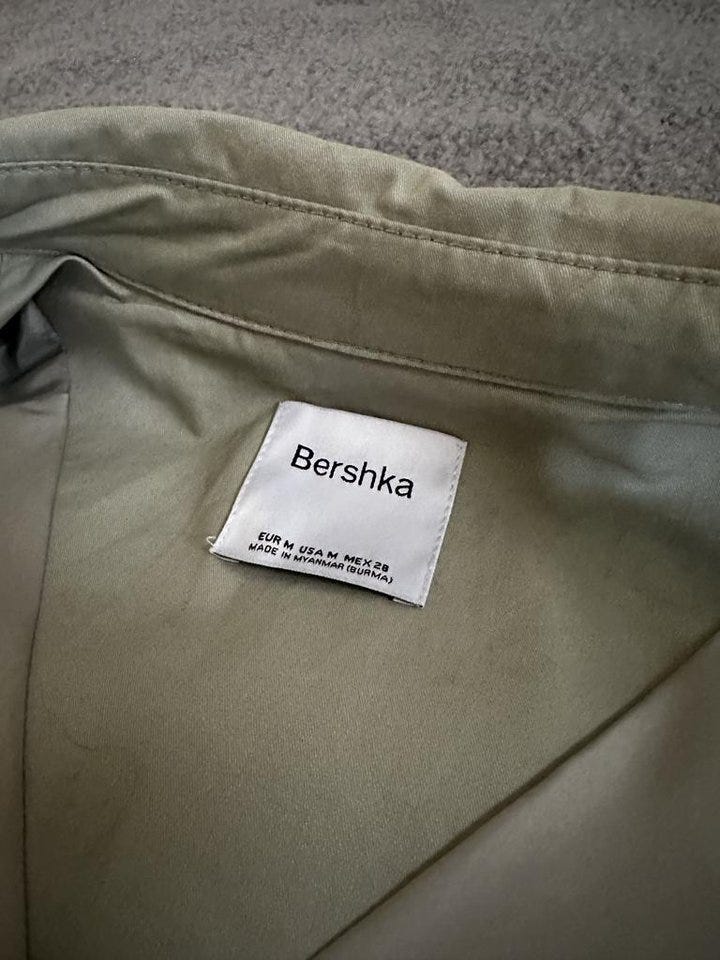 Bershka
EUR M USA M MEX 28
MADE IN MYANMAR (BURMA)